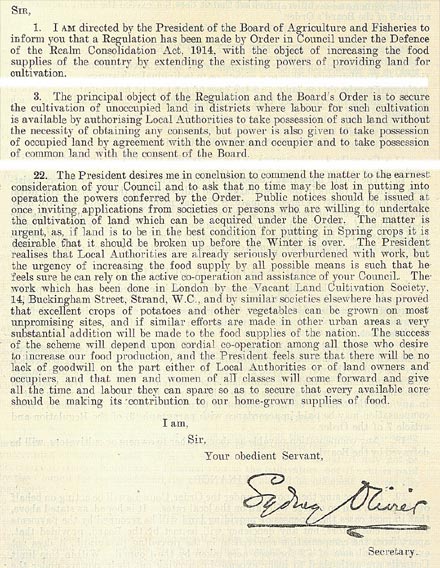 SIR,
1. I AM directed by the President of the Board of Agriculture and Fisheries to
inform you that a Regulation has been made by Order in Council under the Defence
of the Realm Consolidation Act, 1914, with the object of increasing the food
supplies of the country by extending the existing powers of providing land for
cultivation.
3. The principal object of the Regulation and the Board's Order is to secure
the cultivation of unoccupied land in districts where labour for such cultivation
is available by authorising Local Authorities to take possession of such land without
the necessity of obtaining any consents, but power is also given to take possession
of occupied land by agreement with the owner and occupier and to take possession
of common land with the consent of the Board.
22. The President desires me in conclusion to commend the matter to the earnest
consideration of your Council and to ask that no time may be lost in putting into
operation the powers conferred by the Order. Public notices should be issued at
once inviting applications from societies or persons who are willing to undertake
the cultivation of land which can be acquired under the Order. The matter is
urgent, as, if land is to be in the best condition for putting in Spring crops it is
desirable that it should be broken up before the Winter is over. The President
realises that Local Authorities are already seriously overburdened with work, but
the urgency of increasing the food supply by all possible means is such that he
feels sure he can rely on the active co-operation and assistance of your Council. The
work which has been done in London by the Vacant Land Cultivation Society,
14, Buckingham Street, Strand, W.C., and by similar societies elsewhere has proved
that excellent crops of potatoes and other vegetables can be grown on most
unpromising sites, and if similar efforts are made in other urban areas a very
substantial addition will be made to the food supplies of the nation. The success
of the scheme will depend upon cordial co-operation among all those who desire
to increase our food production, and the President feels sure that there will be no
lack of goodwill on the part either of Local Authorities or of land owners and
occupiers, and that men and women of all classes will come forward and give
all the time and labour they can spare so as to secure that every available acre
should be making its contribution to our home-grown supplies of food.
I am,
Sir,
Your obedient Servant,
Sydney Olivier
Secretary.